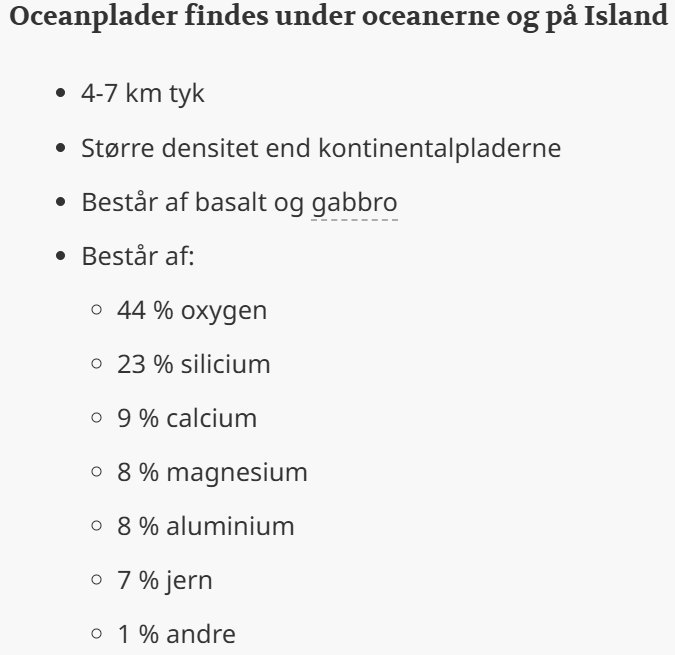 Oceanplader findes under oceanerne og på Island
4-7 km tyk
Større densitet end kontinentalpladerne
Består af basalt og gabbro
Består af:
44 % oxygen
23 % silicium
9 % calcium
8 % magnesium
8 % aluminium
7 % jern
1 % andre